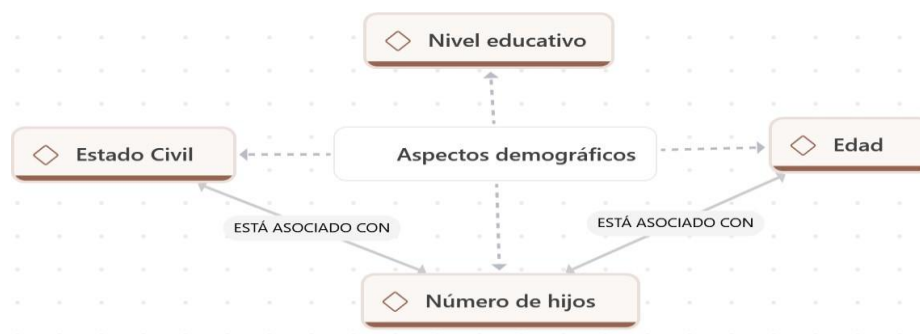 Nivel educativo
Estado Civil
Aspectos demográficos
Edad
ESTÁ ASOCIADO CON
ESTÁ ASOCIADO CON
Número de hijos